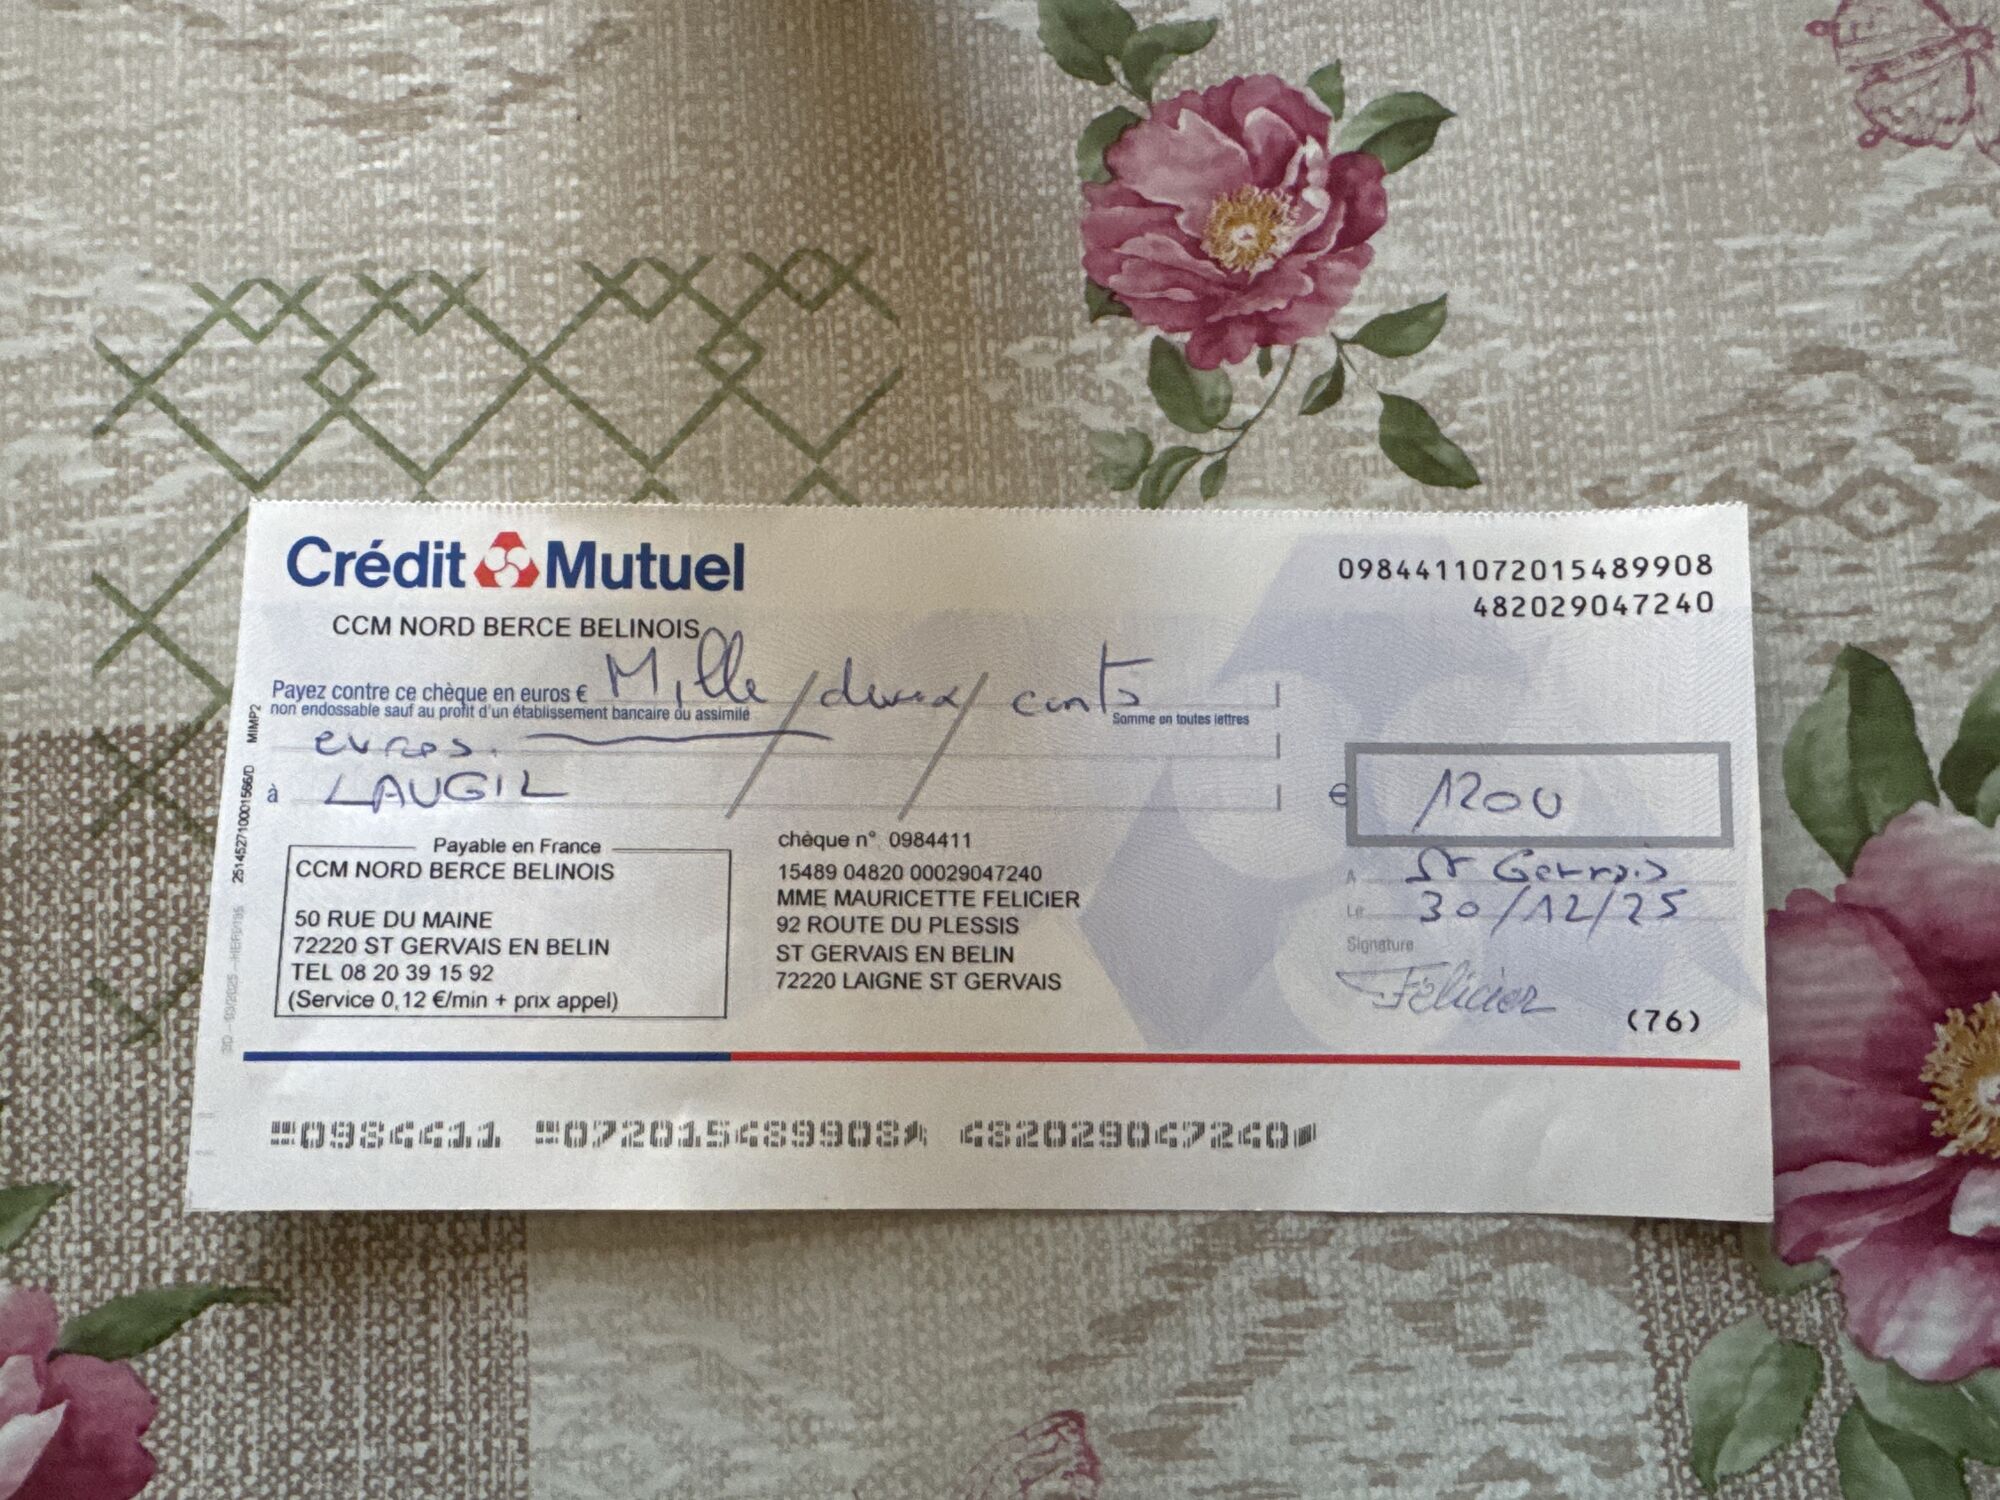 Crédit Mutuel
0984411072015489908
482029047240
CCM NORD BERCE BELINOIS
Payez contre ce chèque en euros € Mille deux cents
non endossable sauf au profit d'un établissement bancaire ou assimilé
Somme en toutes lettres
euros.
à LAUGIL
€ 1200
Payable en France
CCM NORD BERCE BELINOIS
50 RUE DU MAINE
72220 ST GERVAIS EN BELIN
TEL 08 20 39 15 92
(Service 0,12 €/min + prix appel)
chèque n° 0984411
15489 04820 00029047240
MME MAURICETTE FELICIER
92 ROUTE DU PLESSIS
ST GERVAIS EN BELIN
72220 LAIGNE ST GERVAIS
A St Gervais
Le 30/12/25
Signature
Félicier
(76)
MIMP2
0984411 072015489908 482029047240